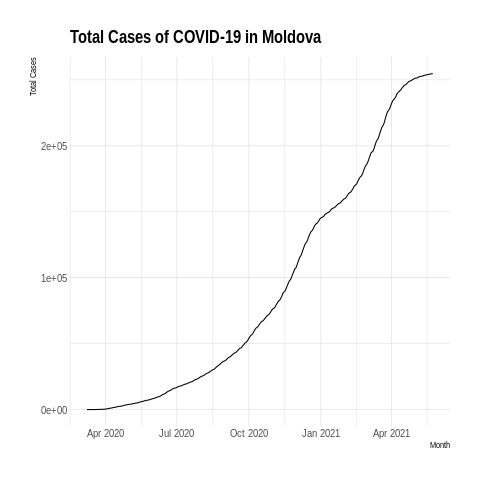 Total Cases of COVID-19 in Moldova
Total Cases
2e+05
1e+05
0e+00
Apr 2020 Jul 2020 Oct 2020 Jan 2021 Apr 2021
Month